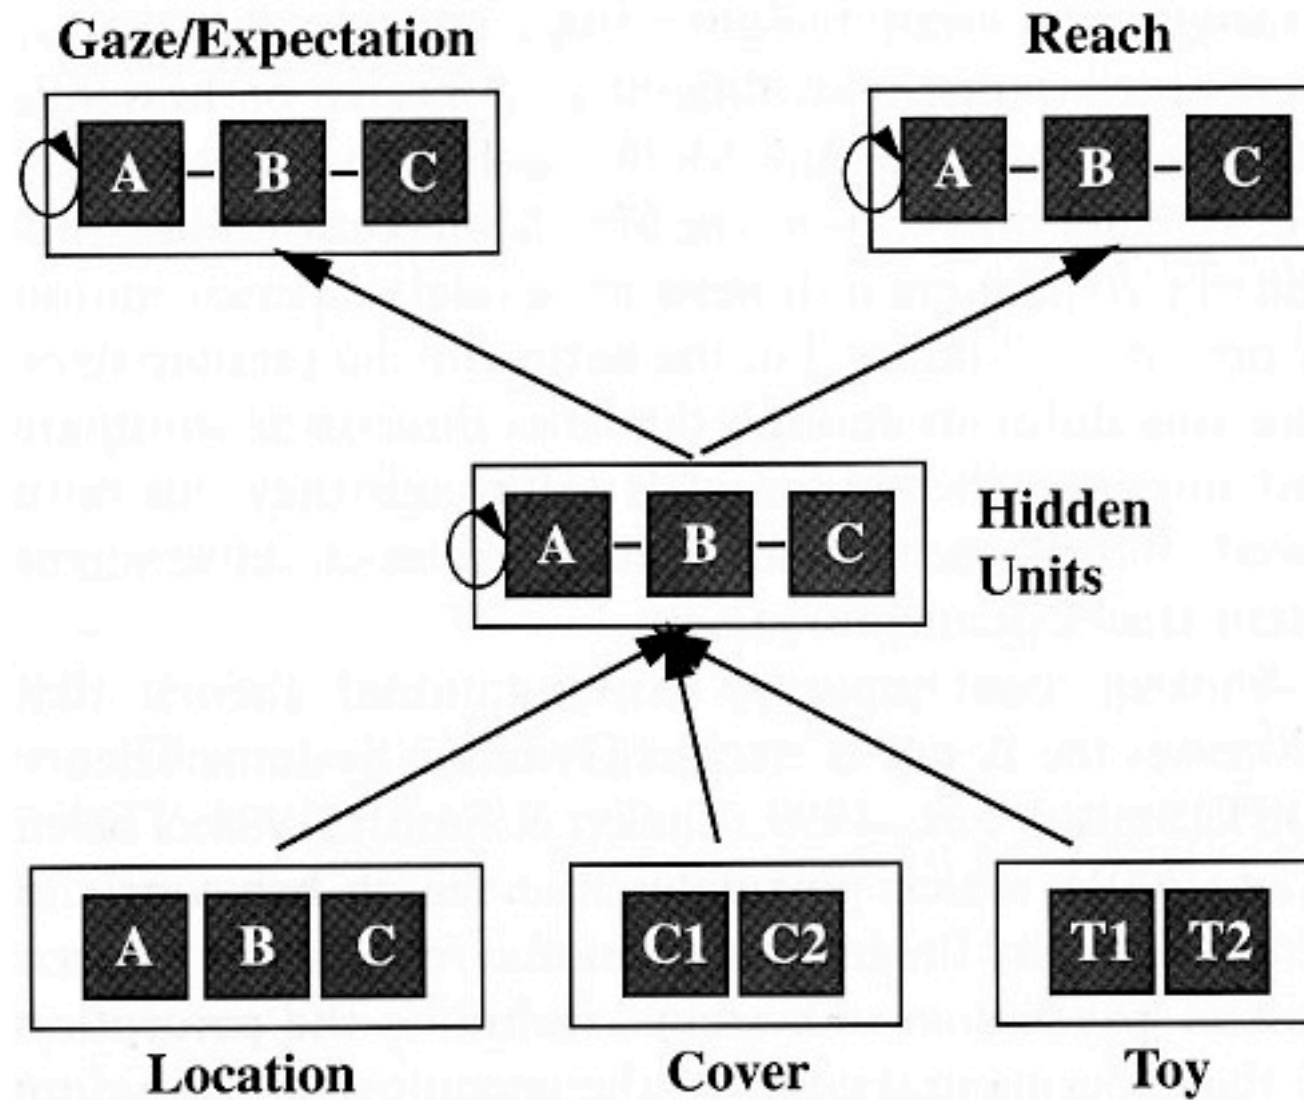 Gaze/Expectation
Reach
A B C
A B C
A B C
Hidden
Units
A B C
C1 C2
T1 T2
Location
Cover
Toy